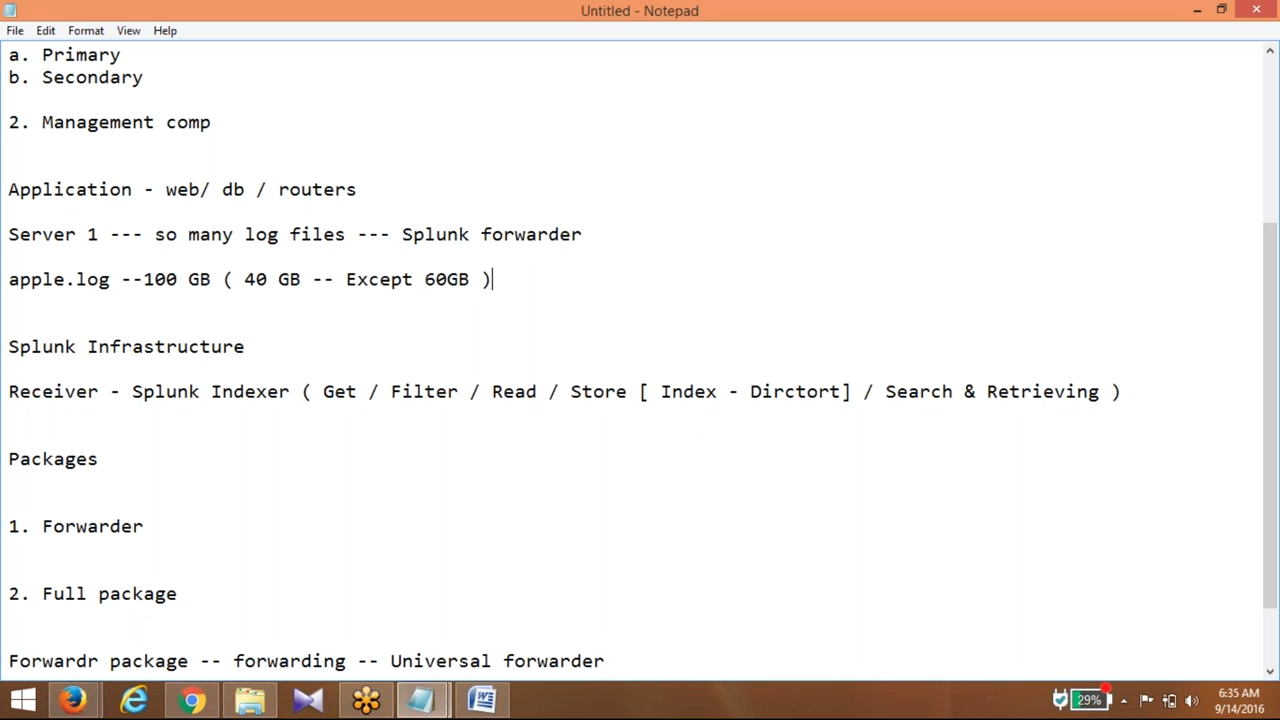 Untitled - Notepad
File Edit Format View Help
a. Primary
b. Secondary
2. Management comp
Application - web/ db / routers
Server 1 --- so many log files --- Splunk forwarder
apple.log --100 GB ( 40 GB -- Except 60GB )
Splunk Infrastructure
Receiver - Splunk Indexer ( Get / Filter / Read / Store [ Index - Dirctort] / Search & Retrieving )
Packages
1. Forwarder
2. Full package
Forwardr package -- forwarding -- Universal forwarder
29%
6:35 AM
9/14/2016